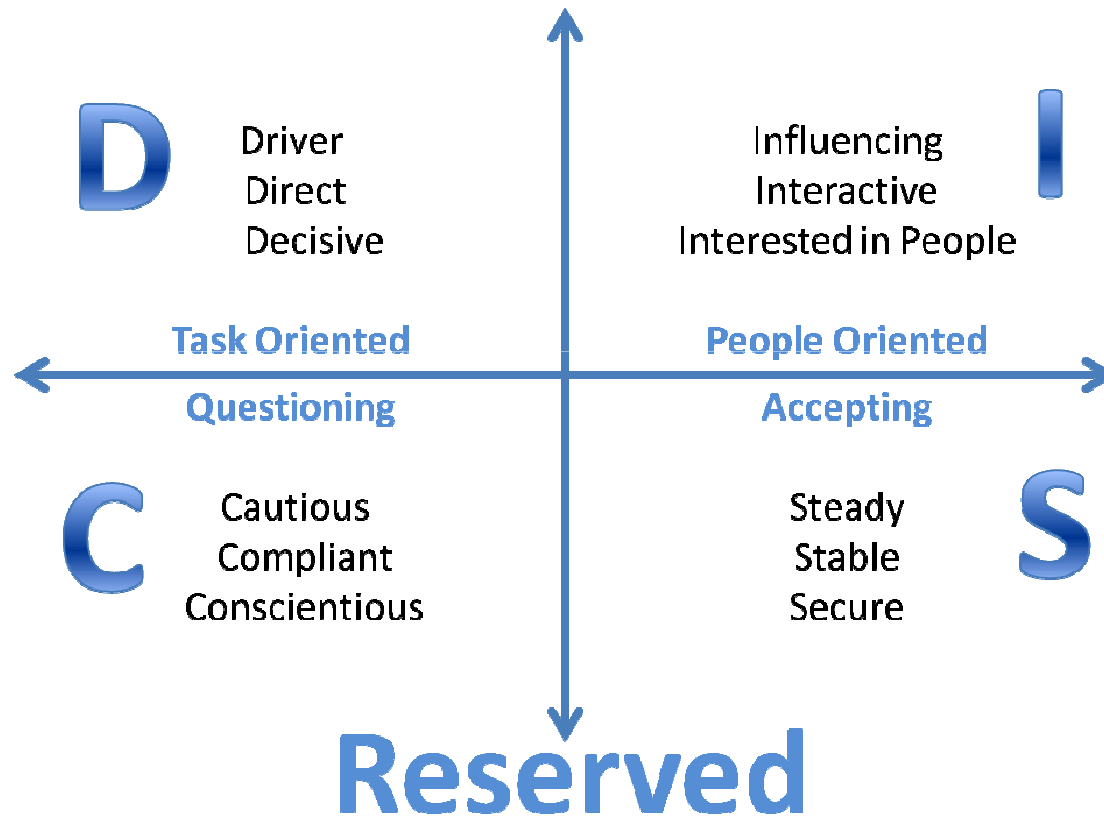 D
Driver
Direct
Decisive
I
Influencing
Interactive
Interested in People
Task Oriented
People Oriented
Questioning
Accepting
C
Cautious
Compliant
Conscientious
S
Steady
Stable
Secure
Reserved